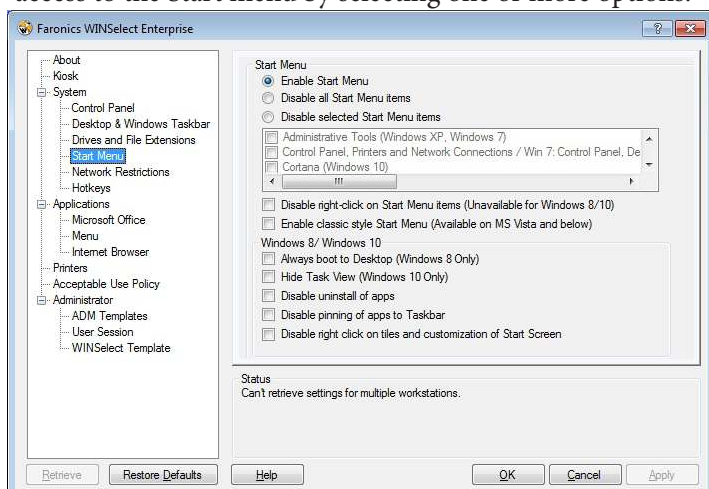 access to the Start menu by selecting one or more options.
Faronics WINSelect Enterprise
About
Kiosk
System
Control Panel
Desktop & Windows Taskbar
Drives and File Extensions
Start Menu
Network Restrictions
Hotkeys
Applications
Microsoft Office
Menu
Internet Browser
Printers
Acceptable Use Policy
Administrator
ADM Templates
User Session
WINSelect Template
Start Menu
Enable Start Menu
Disable all Start Menu items
Disable selected Start Menu items
Administrative Tools (Windows XP, Windows 7)
Control Panel, Printers and Network Connections / Win 7: Control Panel, De
Cortana (Windows 10)
Disable right-click on Start Menu items (Unavailable for Windows 8/10)
Enable classic style Start Menu (Available on MS Vista and below)
Windows 8/ Windows 10
Always boot to Desktop (Windows 8 Only)
Hide Task View (Windows 10 Only)
Disable uninstall of apps
Disable pinning of apps to Taskbar
Disable right click on tiles and customization of Start Screen
Status
Can't retrieve settings for multiple workstations.
Retrieve Restore Defaults Help OK Cancel Apply